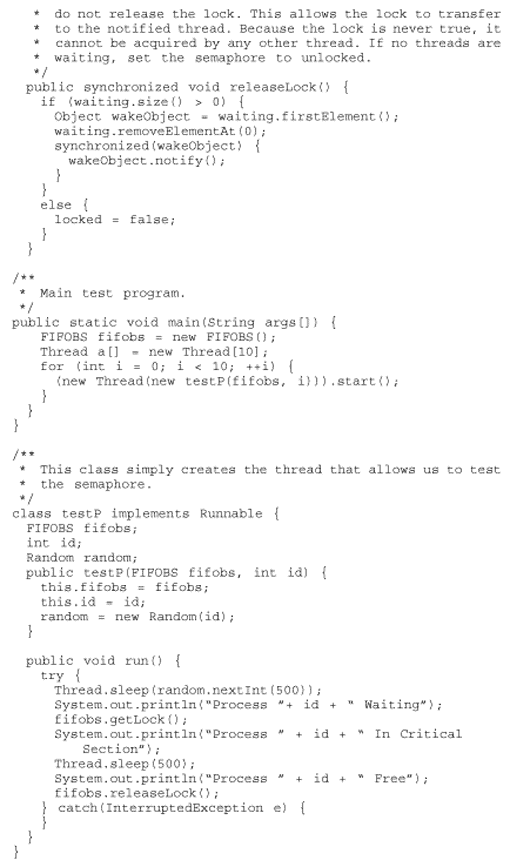 * do not release the lock. This allows the lock to transfer
* to the notified thread. Because the lock is never true, it
* cannot be acquired by any other thread. If no threads are
* waiting, set the semaphore to unlocked.
*/
public synchronized void releaseLock() {
if (waiting.size() > 0) {
Object wakeObject = waiting.firstElement();
waiting.removeElementAt(0);
synchronized(wakeObject) {
wakeObject.notify();
}
}
else {
locked = false;
}
}
/**
* Main test program.
*/
public static void main(String args[]) {
FIFOBS fifobs = new FIFOBS();
Thread a[] = new Thread[10];
for (int i = 0; i < 10; ++i) {
(new Thread(new testP(fifobs, i))).start();
}
}
}
/**
* This class simply creates the thread that allows us to test
* the semaphore.
*/
class testP implements Runnable {
FIFOBS fifobs;
int id;
Random random;
public testP(FIFOBS fifobs, int id) {
this.fifobs = fifobs;
this.id = id;
random = new Random(id);
}
public void run() {
try {
Thread.sleep(random.nextInt(500));
System.out.println("Process "+ id + " Waiting");
fifobs.getLock();
System.out.println("Process " + id + " In Critical
Section");
Thread.sleep(500);
System.out.println("Process " + id + " Free");
fifobs.releaseLock();
} catch(InterruptedException e) {
}
}
}